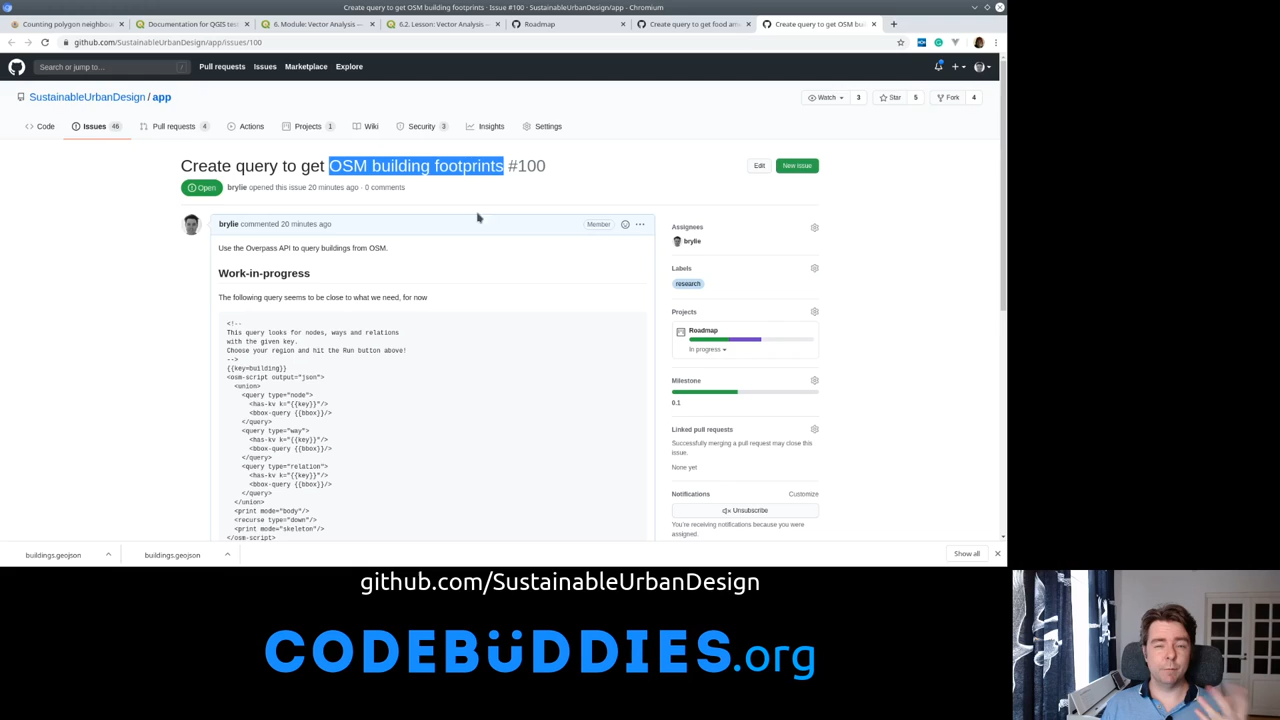 Create query to get OSM building footprints · Issue #100 · SustainableUrbanDesign/app - Chromium
Counting polygon neighbou
Documentation for QGIS tes
6. Module: Vector Analysis —
6.2. Lesson: Vector Analysis —
Roadmap
Create query to get food am
Create query to get OSM bu
github.com/SustainableUrbanDesign/app/issues/100
Search or jump to...
/
Pull requests
Issues
Marketplace
Explore
SustainableUrbanDesign / app
Watch 3
Star 5
Fork 4
Code
Issues 46
Pull requests 4
Actions
Projects 1
Wiki
Security 3
Insights
Settings
Create query to get OSM building footprints #100
Edit
New issue
Open
brylie opened this issue 20 minutes ago · 0 comments
brylie commented 20 minutes ago
Member
Use the Overpass API to query buildings from OSM.
Work-in-progress
The following query seems to be close to what we need, for now
<!--
This query looks for nodes, ways and relations
with the given key.
Choose your region and hit the Run button above!
-->
{{key=building}}
<osm-script output="json">
<union>
<query type="node">
<has-kv k="{{key}}"/>
<bbox-query {{bbox}}/>
</query>
<query type="way">
<has-kv k="{{key}}"/>
<bbox-query {{bbox}}/>
</query>
<query type="relation">
<has-kv k="{{key}}"/>
<bbox-query {{bbox}}/>
</query>
</union>
<print mode="body"/>
<recurse type="down"/>
<print mode="skeleton"/>
</osm-script>
Assignees
brylie
Labels
research
Projects
Roadmap
In progress
Milestone
0.1
Linked pull requests
Successfully merging a pull request may close this
issue.
None yet
Notifications
Customize
Unsubscribe
You're receiving notifications because you were
assigned.
buildings.geojson
buildings.geojson
Show all
github.com/SustainableUrbanDesign
CODEBÜDDIES.org